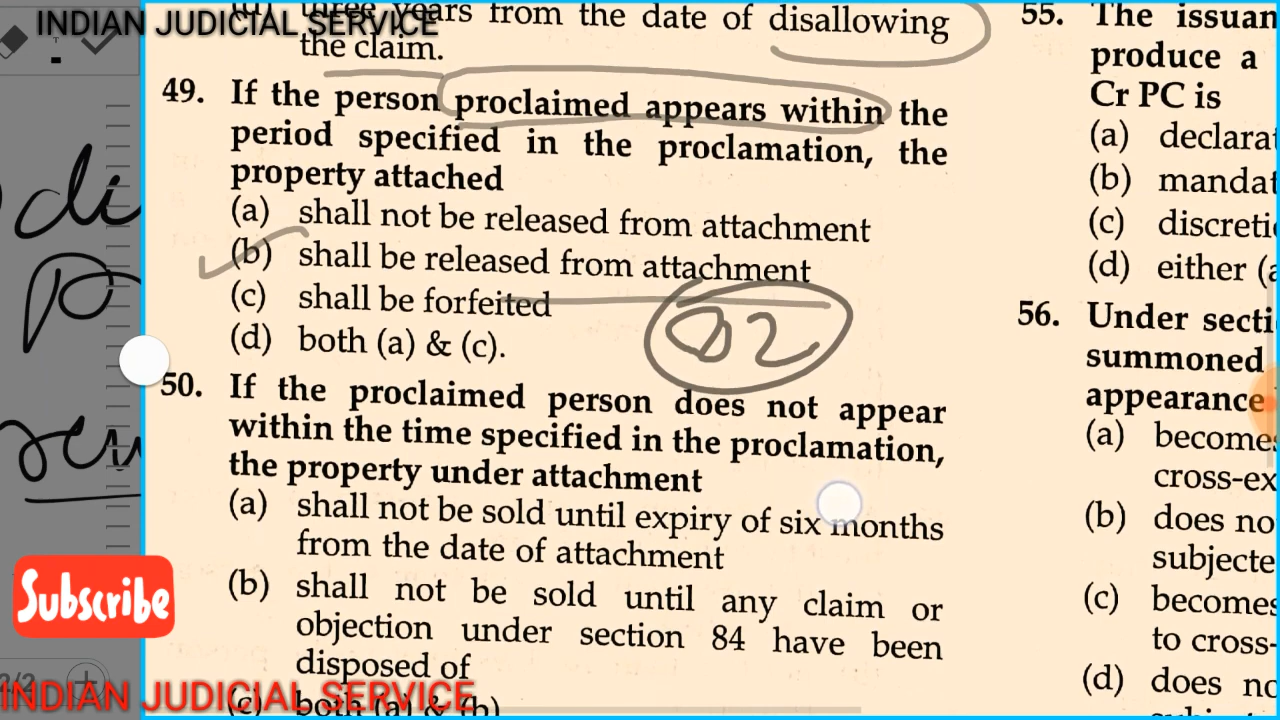 INDIAN JUDICIAL SERVICE
three years from the date of disallowing
the claim.
49. If the person proclaimed appears within the
period specified in the proclamation, the
property attached
(a) shall not be released from attachment
(b) shall be released from attachment
(c) shall be forfeited
(d) both (a) & (c).
82
50. If the proclaimed person does not appear
within the time specified in the proclamation,
the property under attachment
(a) shall not be sold until expiry of six months
from the date of attachment
(b) shall not be sold until any claim or
objection under section 84 have been
disposed of
(c) both (a) & (b)
55. The issuan
produce a
Cr PC is
(a) declarat
(b) mandat
(c) discretic
(d) either (a
56. Under secti
summoned
appearance
(a) becomes
cross-ex
(b) does no
subjecte
(c) becomes
to cross-
(d) does no
Subscribe
INDIAN JUDICIAL SERVICE